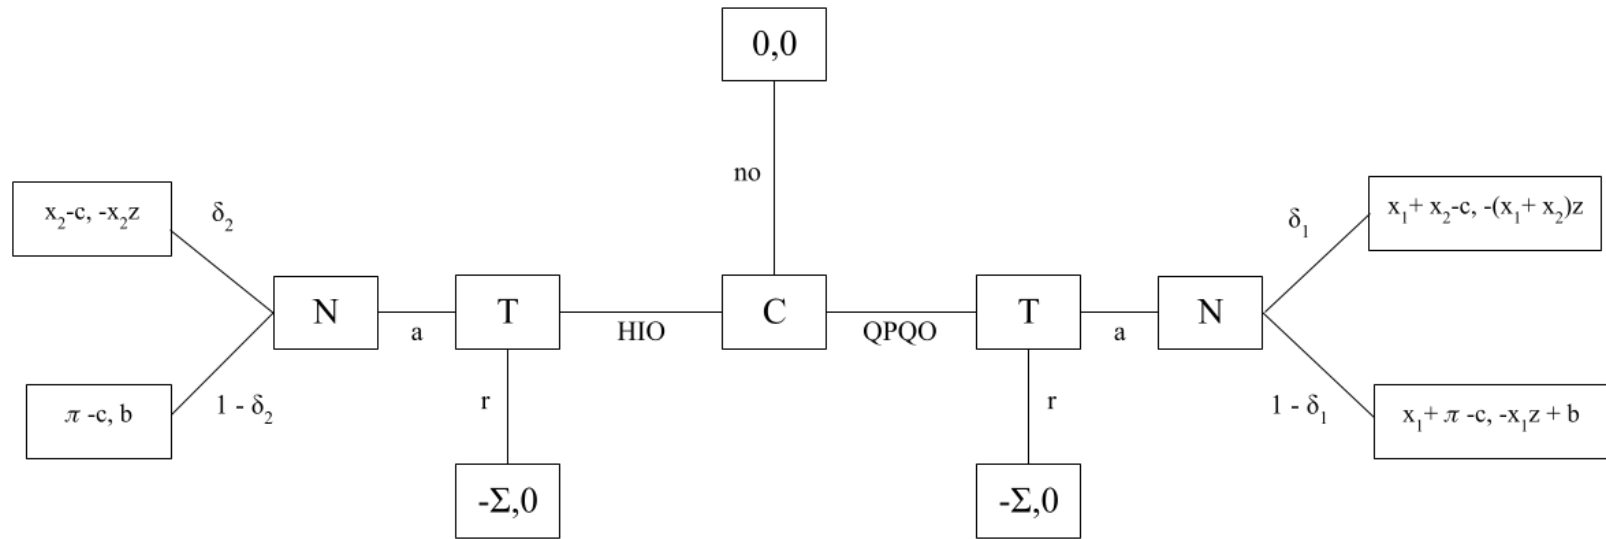 0,0
no
x₂-c, -x₂z
δ₂
x₁+ x₂-c, -(x₁+ x₂)z
δ₁
N
a
T
HIO
C
QPQO
T
a
N
π -c, b
1 - δ₂
r
r
1 - δ₁
x₁+ π -c, -x₁z + b
-Σ,0
-Σ,0